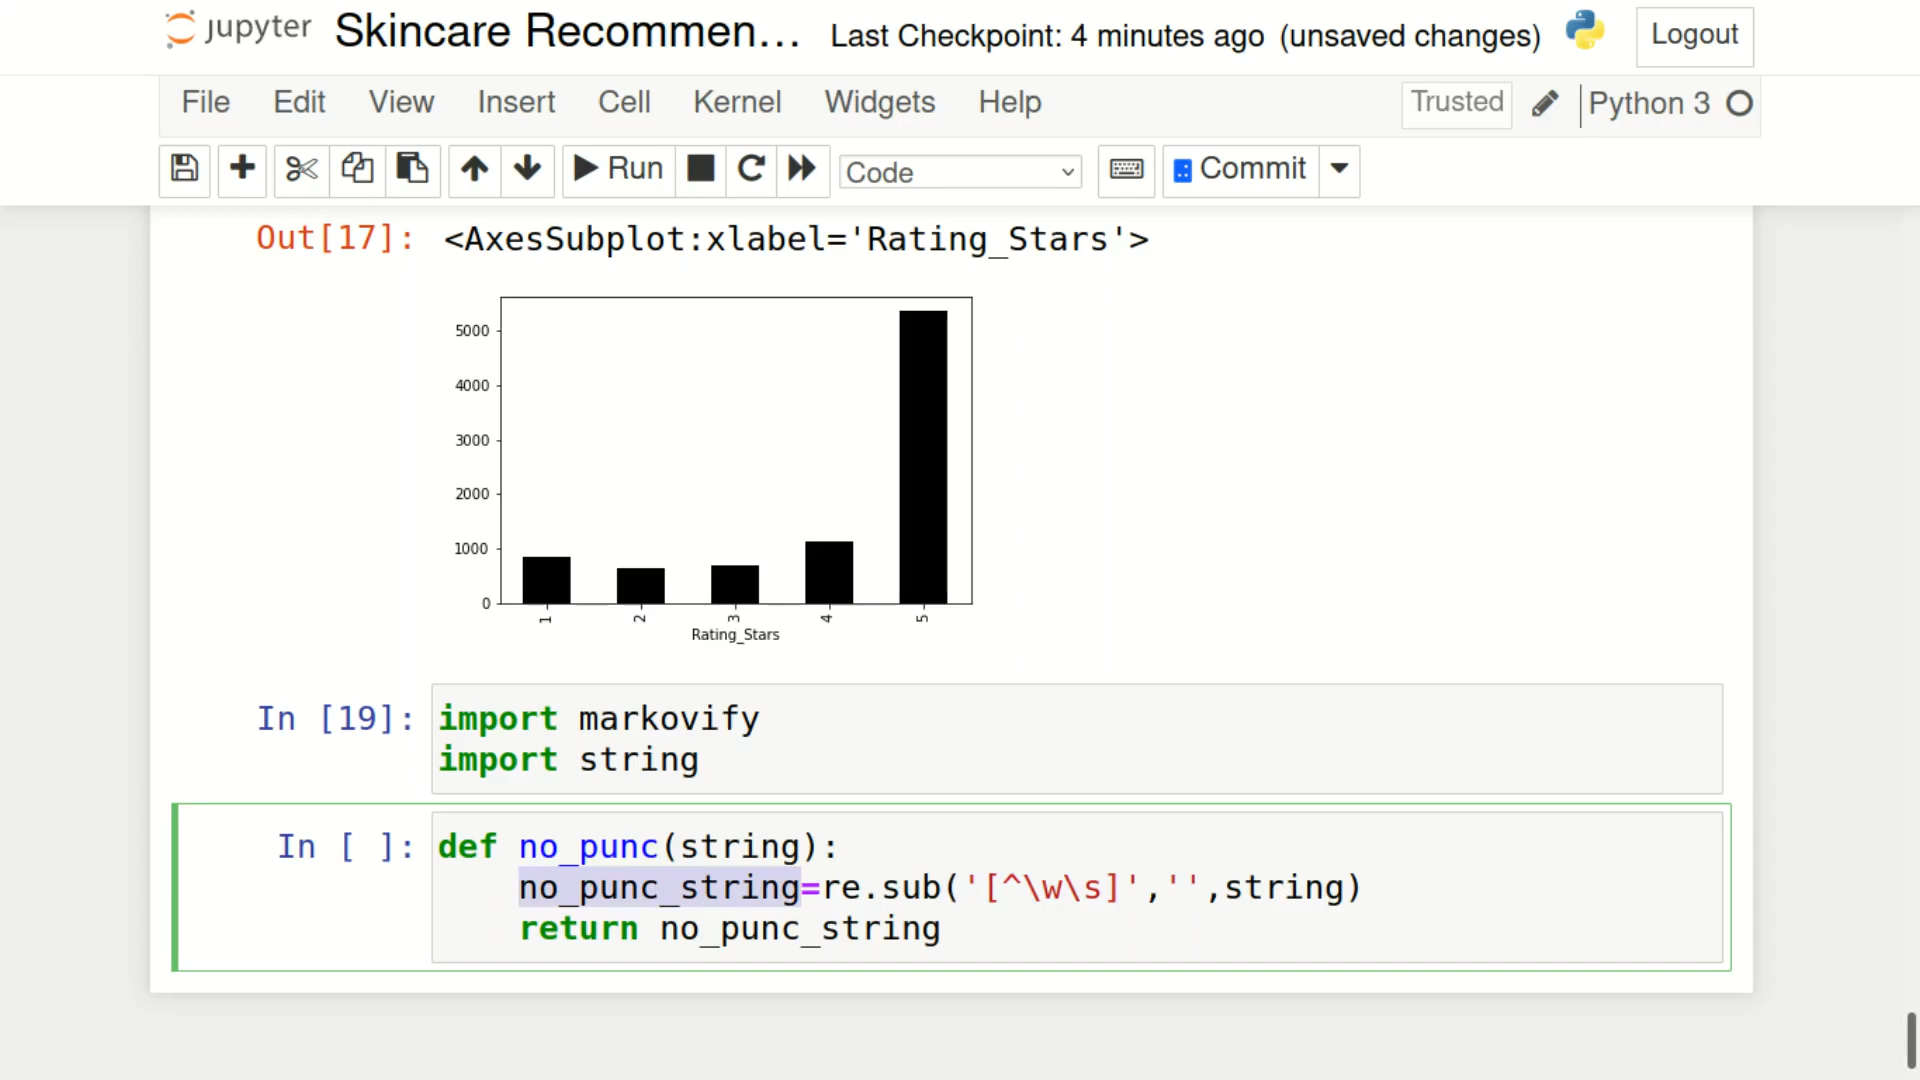 jupyter Skincare Recommen... Last Checkpoint: 4 minutes ago (unsaved changes) Logout
File Edit View Insert Cell Kernel Widgets Help Trusted Python 3
Run Code Commit
Out[17]: <AxesSubplot:xlabel='Rating_Stars'>
5000
4000
3000
2000
1000
0
1 2 3 4 5
Rating_Stars
In [19]: import markovify
import string
In [ ]: def no_punc(string):
no_punc_string=re.sub('[^\w\s]','',string)
return no_punc_string